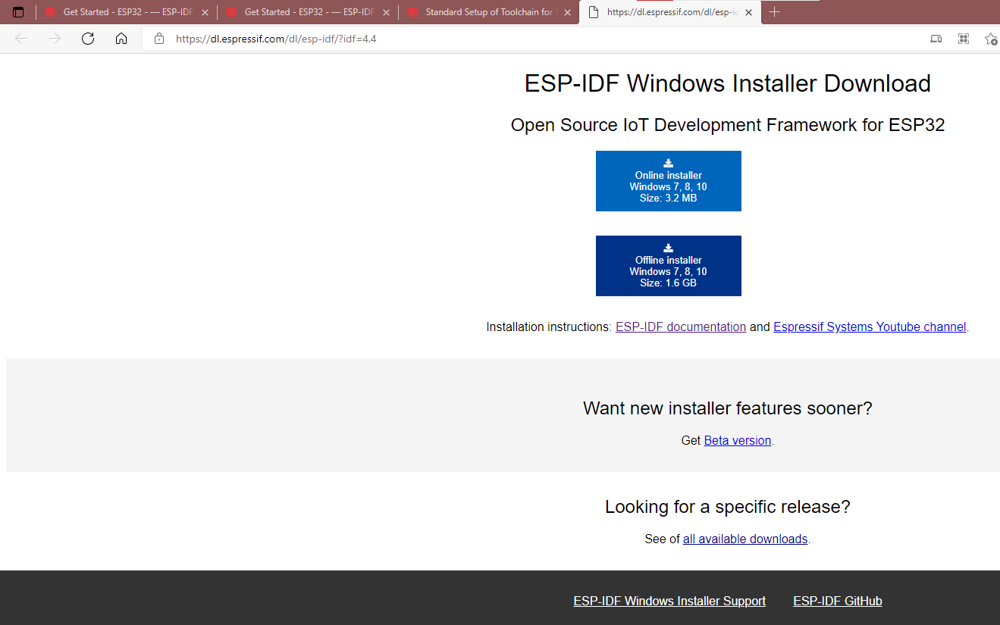 Get Started - ESP32 - — ESP-IDF
Get Started - ESP32 - — ESP-IDF
Standard Setup of Toolchain for
https://dl.espressif.com/dl/esp-id
https://dl.espressif.com/dl/esp-idf/?idf=4.4
ESP-IDF Windows Installer Download
Open Source IoT Development Framework for ESP32
Online installer
Windows 7, 8, 10
Size: 3.2 MB
Offline installer
Windows 7, 8, 10
Size: 1.6 GB
Installation instructions: ESP-IDF documentation and Espressif Systems Youtube channel.
Want new installer features sooner?
Get Beta version.
Looking for a specific release?
See of all available downloads.
ESP-IDF Windows Installer Support
ESP-IDF GitHub